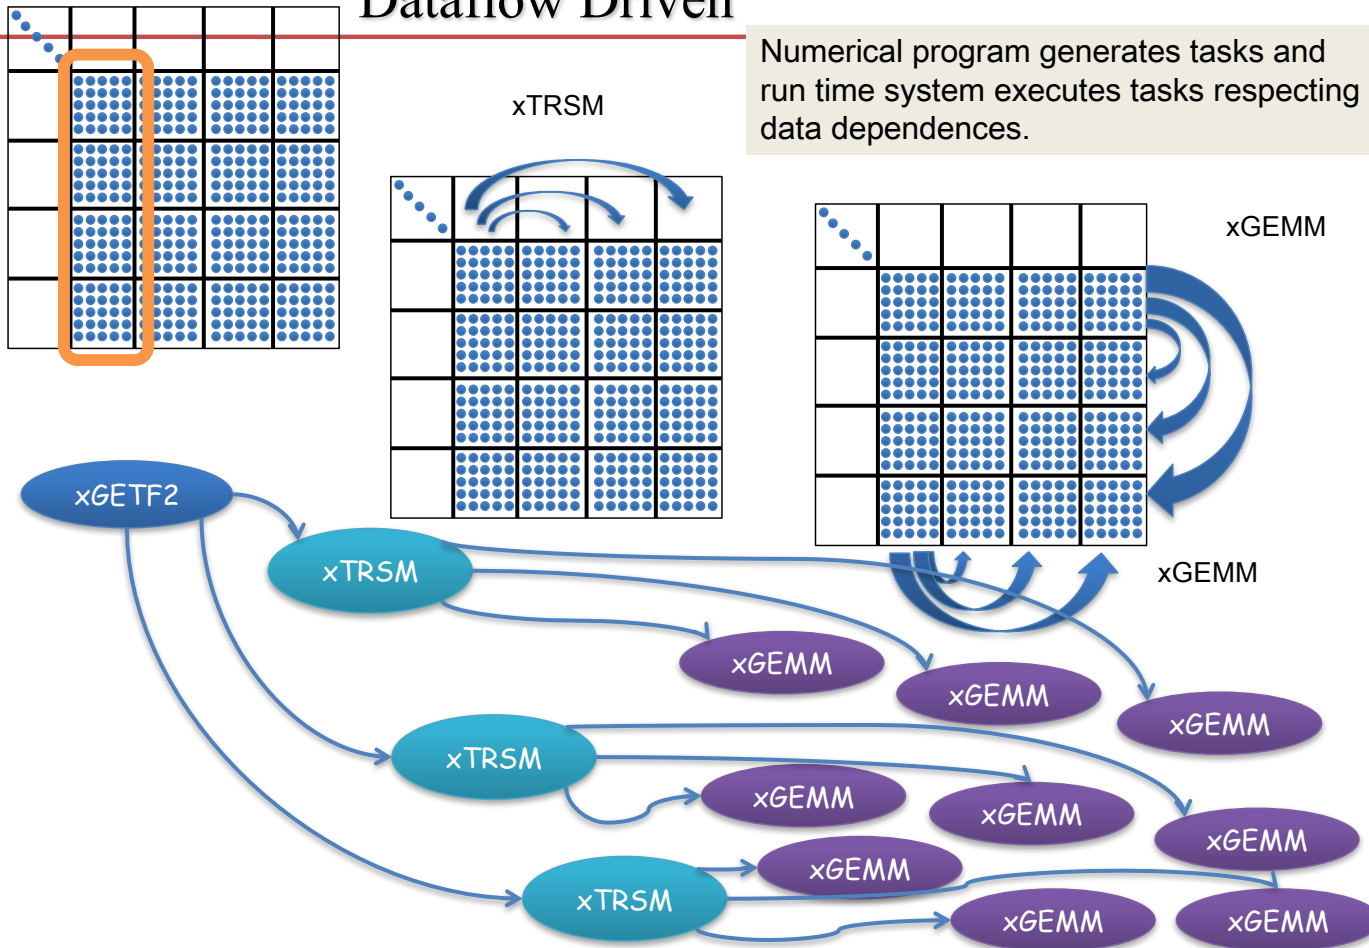 Dataflow Driven
Numerical program generates tasks and
run time system executes tasks respecting
data dependences.
xTRSM
xGEMM
xGEMM
xGETF2
xTRSM
xGEMM
xGEMM
xGEMM
xTRSM
xGEMM
xGEMM
xGEMM
xGEMM
xTRSM
xGEMM
xGEMM